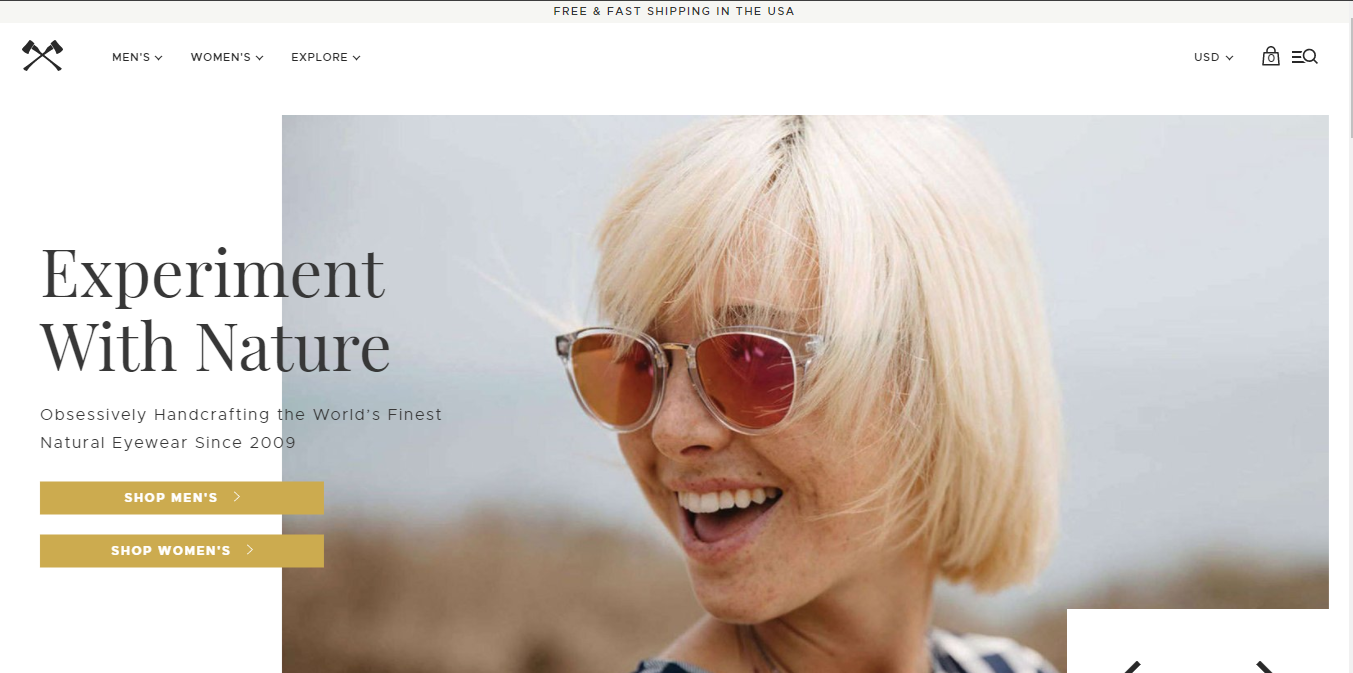 FREE & FAST SHIPPING IN THE USA
MEN'S WOMEN'S EXPLORE USD 0
Experiment
With Nature
Obsessively Handcrafting the World's Finest
Natural Eyewear Since 2009
SHOP MEN'S
SHOP WOMEN'S